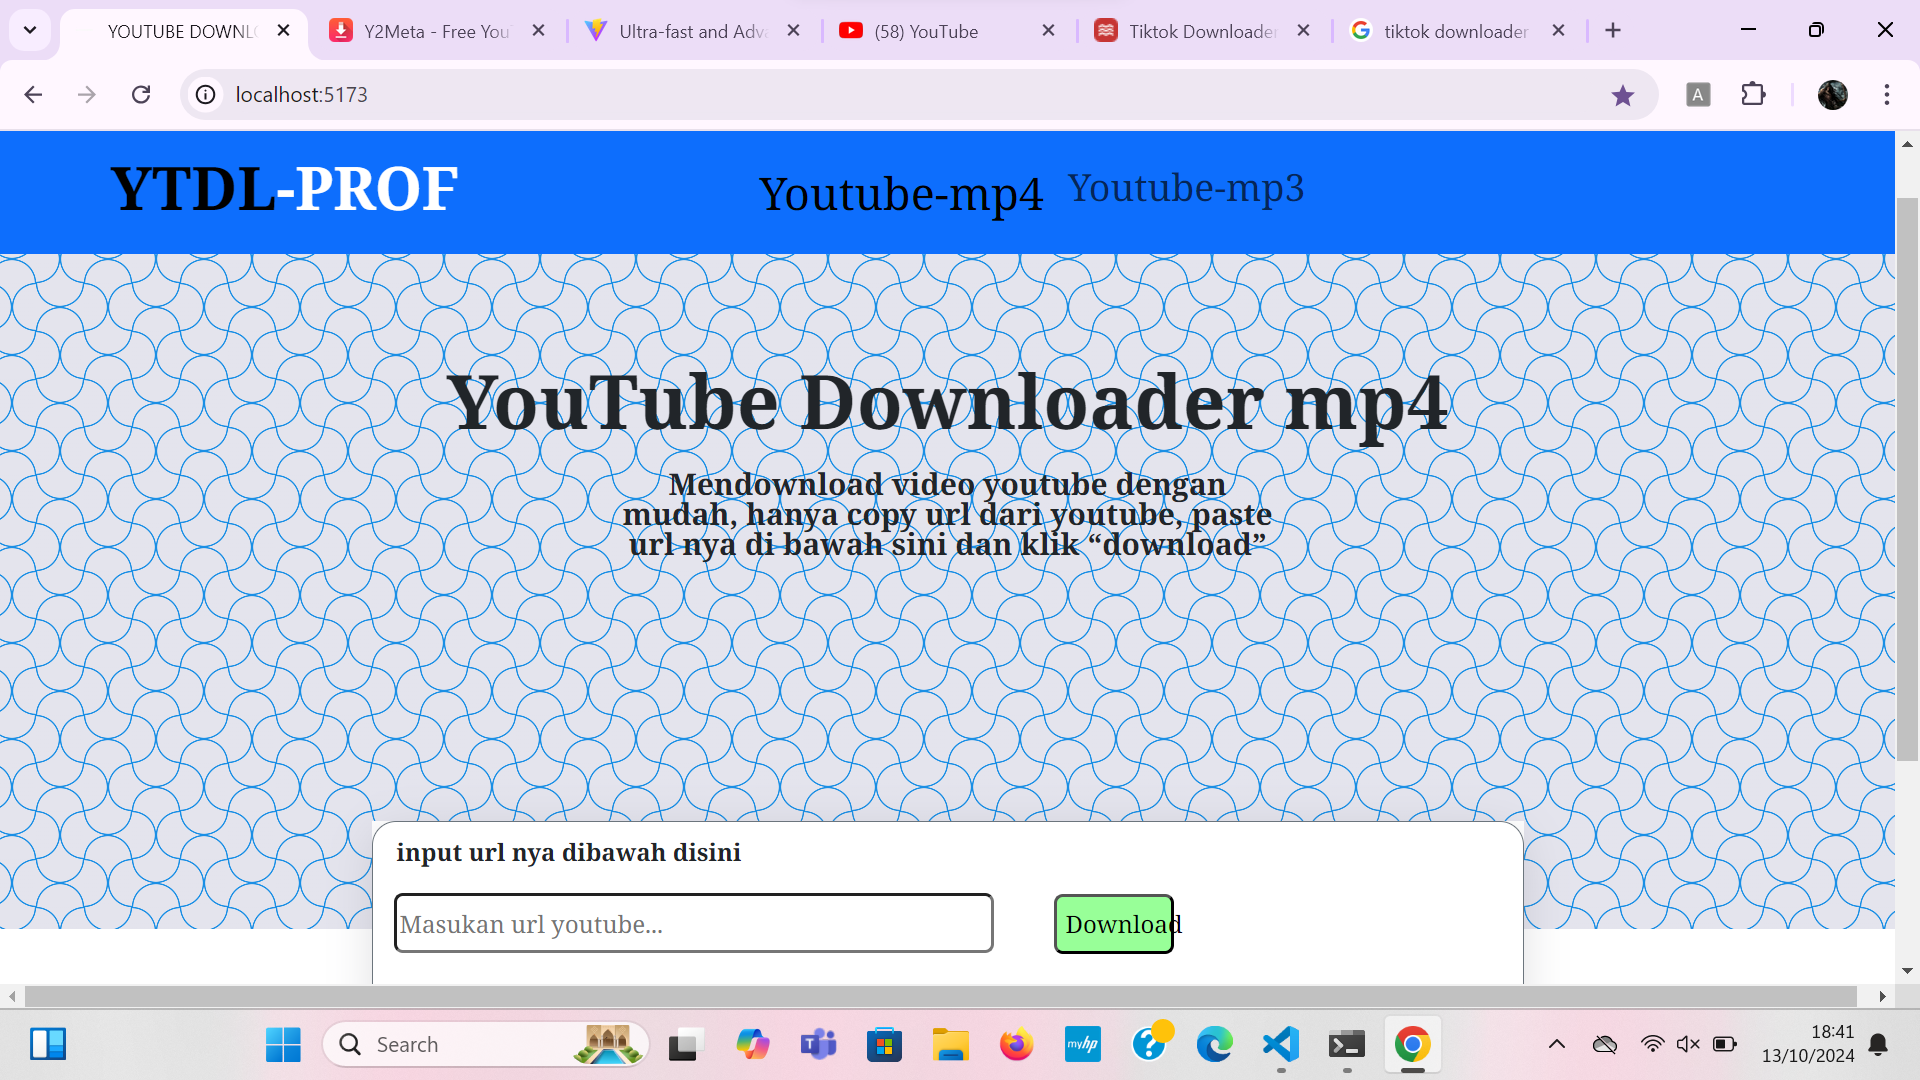 YOUTUBE DOWNL
Y2Meta - Free You
Ultra-fast and Adva
(58) YouTube
Tiktok Downloader
tiktok downloader
localhost:5173
A
YTDL-PROF
Youtube-mp4
Youtube-mp3
YouTube Downloader mp4
Mendownload video youtube dengan
mudah, hanya copy url dari youtube, paste
url nya di bawah sini dan klik “download”
input url nya dibawah disini
Masukan url youtube...
Download
Search
myhp
18:41
13/10/2024